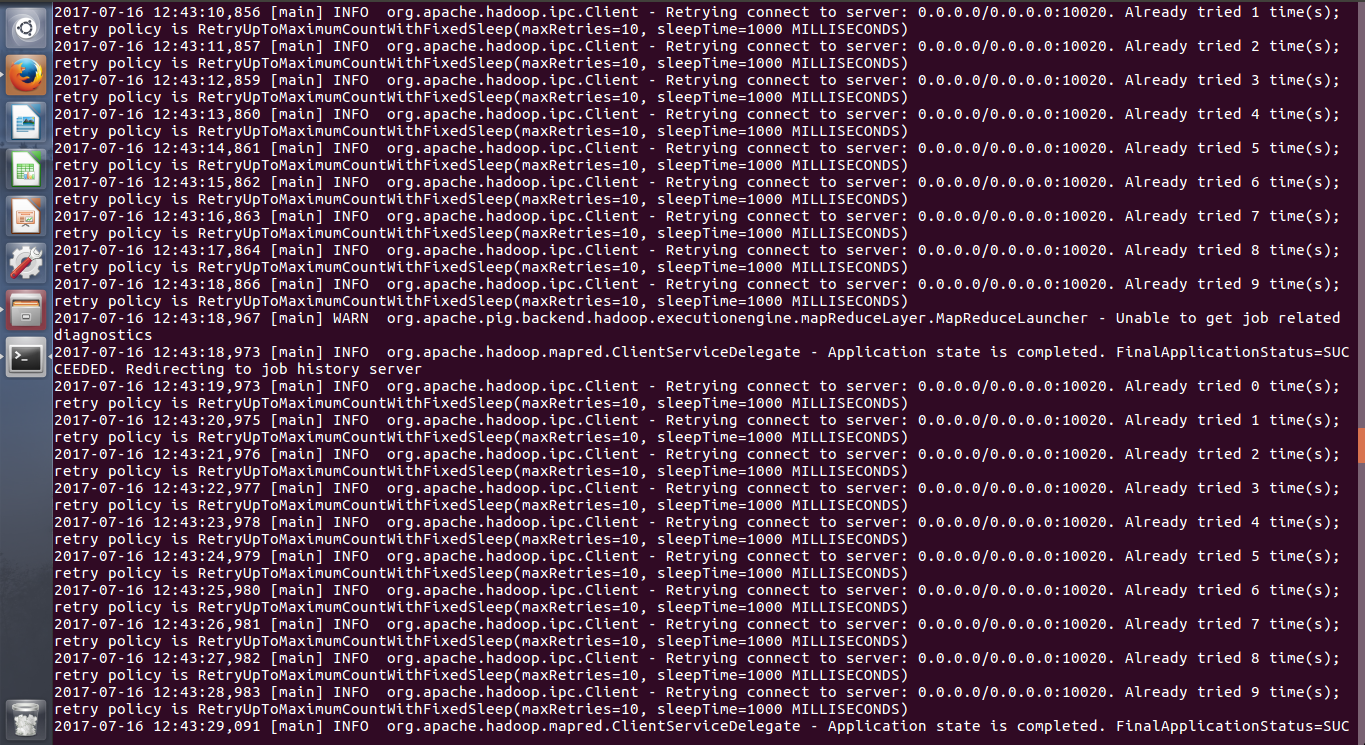 2017-07-16 12:43:10,856 [main] INFO  org.apache.hadoop.ipc.Client - Retrying connect to server: 0.0.0.0/0.0.0.0:10020. Already tried 1 time(s);
retry policy is RetryUpToMaximumCountWithFixedSleep(maxRetries=10, sleepTime=1000 MILLISECONDS)
2017-07-16 12:43:11,857 [main] INFO  org.apache.hadoop.ipc.Client - Retrying connect to server: 0.0.0.0/0.0.0.0:10020. Already tried 2 time(s);
retry policy is RetryUpToMaximumCountWithFixedSleep(maxRetries=10, sleepTime=1000 MILLISECONDS)
2017-07-16 12:43:12,859 [main] INFO  org.apache.hadoop.ipc.Client - Retrying connect to server: 0.0.0.0/0.0.0.0:10020. Already tried 3 time(s);
retry policy is RetryUpToMaximumCountWithFixedSleep(maxRetries=10, sleepTime=1000 MILLISECONDS)
2017-07-16 12:43:13,860 [main] INFO  org.apache.hadoop.ipc.Client - Retrying connect to server: 0.0.0.0/0.0.0.0:10020. Already tried 4 time(s);
retry policy is RetryUpToMaximumCountWithFixedSleep(maxRetries=10, sleepTime=1000 MILLISECONDS)
2017-07-16 12:43:14,861 [main] INFO  org.apache.hadoop.ipc.Client - Retrying connect to server: 0.0.0.0/0.0.0.0:10020. Already tried 5 time(s);
retry policy is RetryUpToMaximumCountWithFixedSleep(maxRetries=10, sleepTime=1000 MILLISECONDS)
2017-07-16 12:43:15,862 [main] INFO  org.apache.hadoop.ipc.Client - Retrying connect to server: 0.0.0.0/0.0.0.0:10020. Already tried 6 time(s);
retry policy is RetryUpToMaximumCountWithFixedSleep(maxRetries=10, sleepTime=1000 MILLISECONDS)
2017-07-16 12:43:16,863 [main] INFO  org.apache.hadoop.ipc.Client - Retrying connect to server: 0.0.0.0/0.0.0.0:10020. Already tried 7 time(s);
retry policy is RetryUpToMaximumCountWithFixedSleep(maxRetries=10, sleepTime=1000 MILLISECONDS)
2017-07-16 12:43:17,864 [main] INFO  org.apache.hadoop.ipc.Client - Retrying connect to server: 0.0.0.0/0.0.0.0:10020. Already tried 8 time(s);
retry policy is RetryUpToMaximumCountWithFixedSleep(maxRetries=10, sleepTime=1000 MILLISECONDS)
2017-07-16 12:43:18,866 [main] INFO  org.apache.hadoop.ipc.Client - Retrying connect to server: 0.0.0.0/0.0.0.0:10020. Already tried 9 time(s);
retry policy is RetryUpToMaximumCountWithFixedSleep(maxRetries=10, sleepTime=1000 MILLISECONDS)
2017-07-16 12:43:18,967 [main] WARN  org.apache.pig.backend.hadoop.executionengine.mapReduceLayer.MapReduceLauncher - Unable to get job related
diagnostics
2017-07-16 12:43:18,973 [main] INFO  org.apache.hadoop.mapred.ClientServiceDelegate - Application state is completed. FinalApplicationStatus=SUC
CEEDED. Redirecting to job history server
2017-07-16 12:43:19,973 [main] INFO  org.apache.hadoop.ipc.Client - Retrying connect to server: 0.0.0.0/0.0.0.0:10020. Already tried 0 time(s);
retry policy is RetryUpToMaximumCountWithFixedSleep(maxRetries=10, sleepTime=1000 MILLISECONDS)
2017-07-16 12:43:20,975 [main] INFO  org.apache.hadoop.ipc.Client - Retrying connect to server: 0.0.0.0/0.0.0.0:10020. Already tried 1 time(s);
retry policy is RetryUpToMaximumCountWithFixedSleep(maxRetries=10, sleepTime=1000 MILLISECONDS)
2017-07-16 12:43:21,976 [main] INFO  org.apache.hadoop.ipc.Client - Retrying connect to server: 0.0.0.0/0.0.0.0:10020. Already tried 2 time(s);
retry policy is RetryUpToMaximumCountWithFixedSleep(maxRetries=10, sleepTime=1000 MILLISECONDS)
2017-07-16 12:43:22,977 [main] INFO  org.apache.hadoop.ipc.Client - Retrying connect to server: 0.0.0.0/0.0.0.0:10020. Already tried 3 time(s);
retry policy is RetryUpToMaximumCountWithFixedSleep(maxRetries=10, sleepTime=1000 MILLISECONDS)
2017-07-16 12:43:23,978 [main] INFO  org.apache.hadoop.ipc.Client - Retrying connect to server: 0.0.0.0/0.0.0.0:10020. Already tried 4 time(s);
retry policy is RetryUpToMaximumCountWithFixedSleep(maxRetries=10, sleepTime=1000 MILLISECONDS)
2017-07-16 12:43:24,979 [main] INFO  org.apache.hadoop.ipc.Client - Retrying connect to server: 0.0.0.0/0.0.0.0:10020. Already tried 5 time(s);
retry policy is RetryUpToMaximumCountWithFixedSleep(maxRetries=10, sleepTime=1000 MILLISECONDS)
2017-07-16 12:43:25,980 [main] INFO  org.apache.hadoop.ipc.Client - Retrying connect to server: 0.0.0.0/0.0.0.0:10020. Already tried 6 time(s);
retry policy is RetryUpToMaximumCountWithFixedSleep(maxRetries=10, sleepTime=1000 MILLISECONDS)
2017-07-16 12:43:26,981 [main] INFO  org.apache.hadoop.ipc.Client - Retrying connect to server: 0.0.0.0/0.0.0.0:10020. Already tried 7 time(s);
retry policy is RetryUpToMaximumCountWithFixedSleep(maxRetries=10, sleepTime=1000 MILLISECONDS)
2017-07-16 12:43:27,982 [main] INFO  org.apache.hadoop.ipc.Client - Retrying connect to server: 0.0.0.0/0.0.0.0:10020. Already tried 8 time(s);
retry policy is RetryUpToMaximumCountWithFixedSleep(maxRetries=10, sleepTime=1000 MILLISECONDS)
2017-07-16 12:43:28,983 [main] INFO  org.apache.hadoop.ipc.Client - Retrying connect to server: 0.0.0.0/0.0.0.0:10020. Already tried 9 time(s);
retry policy is RetryUpToMaximumCountWithFixedSleep(maxRetries=10, sleepTime=1000 MILLISECONDS)
2017-07-16 12:43:29,091 [main] INFO  org.apache.hadoop.mapred.ClientServiceDelegate - Application state is completed. FinalApplicationStatus=SUC